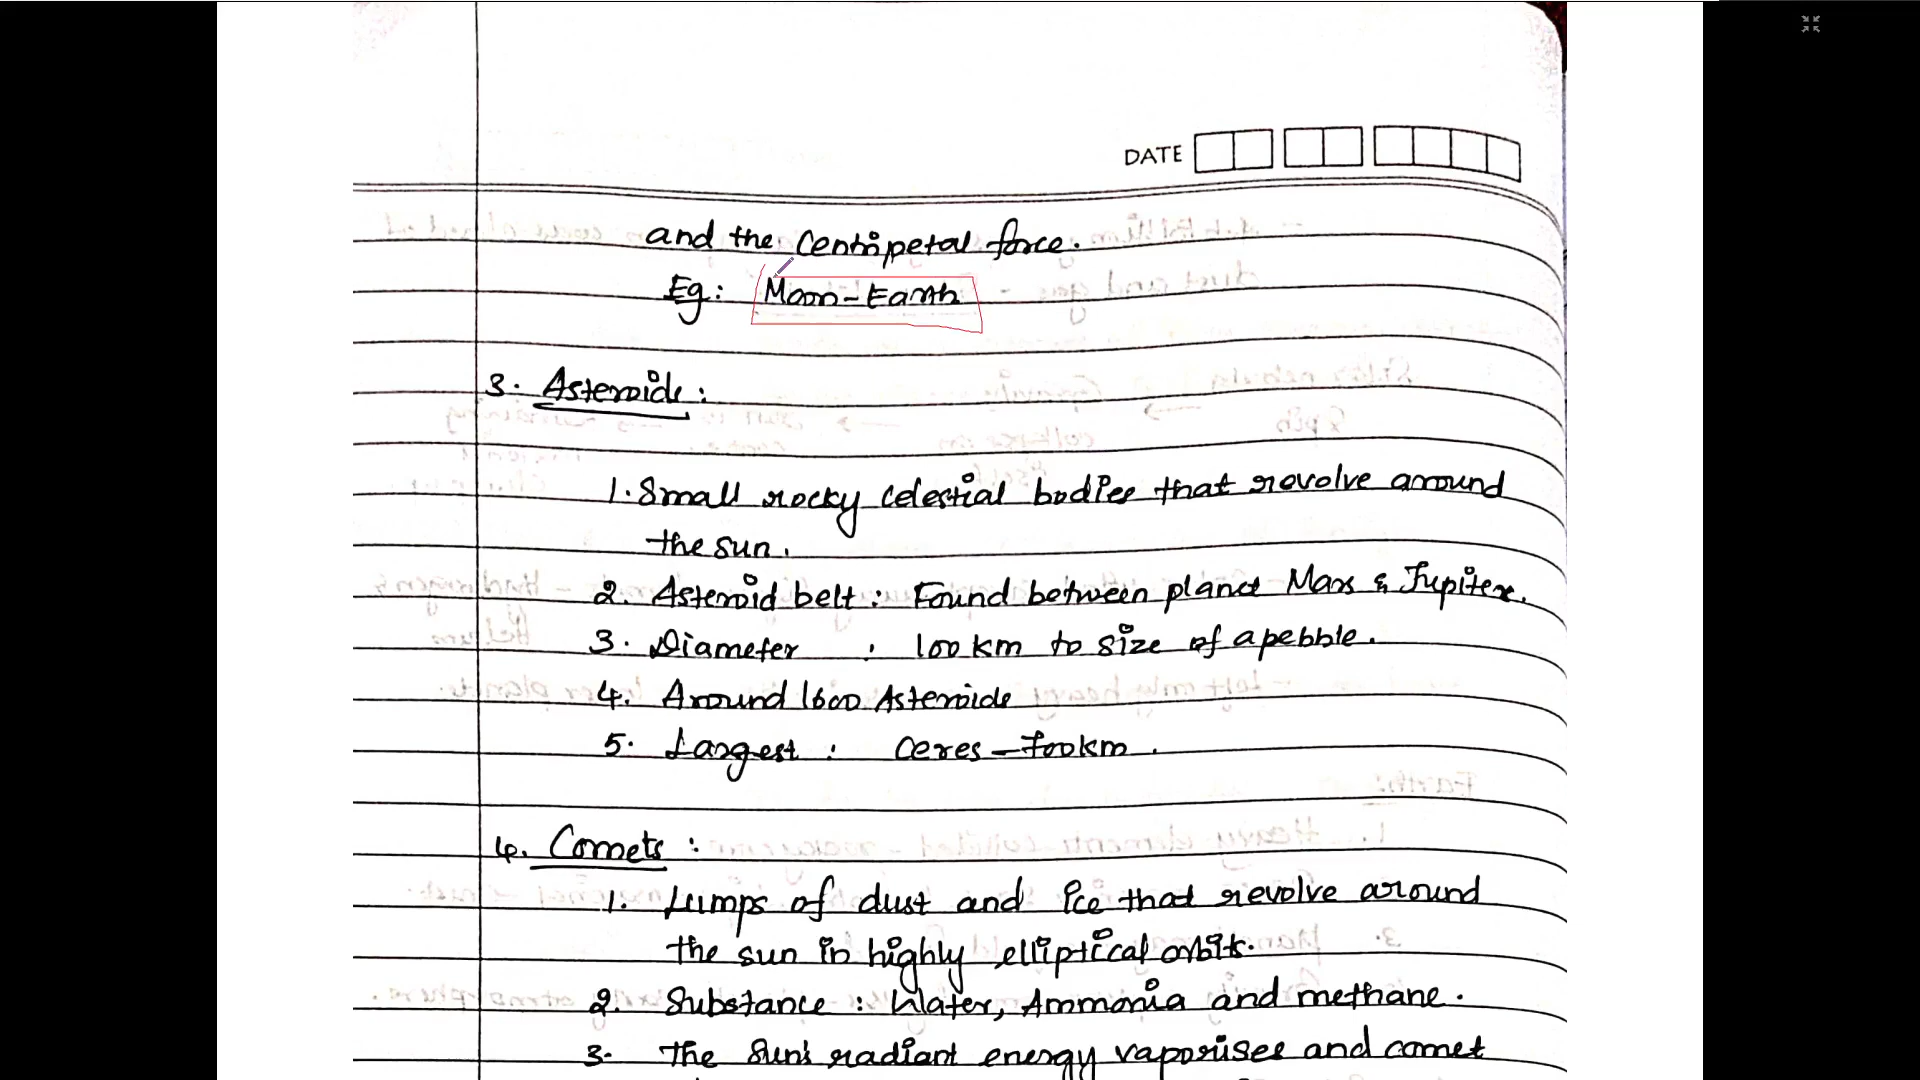 DATE
and the centripetal force.
Eg: Moon-Earth
3. Asteroids:
1. Small rocky celestial bodies that revolve around
the sun.
2. Asteroid belt: Found between planet Mars & Jupiter.
3. Diameter : 100 km to size of a pebble.
4. Around 1600 Asteroids
5. Largest: Ceres - 700km.
4. Comets:
1. Lumps of dust and Ice that revolve around
the sun in highly elliptical orbits.
2. Substance: Water, Ammonia and methane.
3. The Sun's radiant energy vaporises and comet